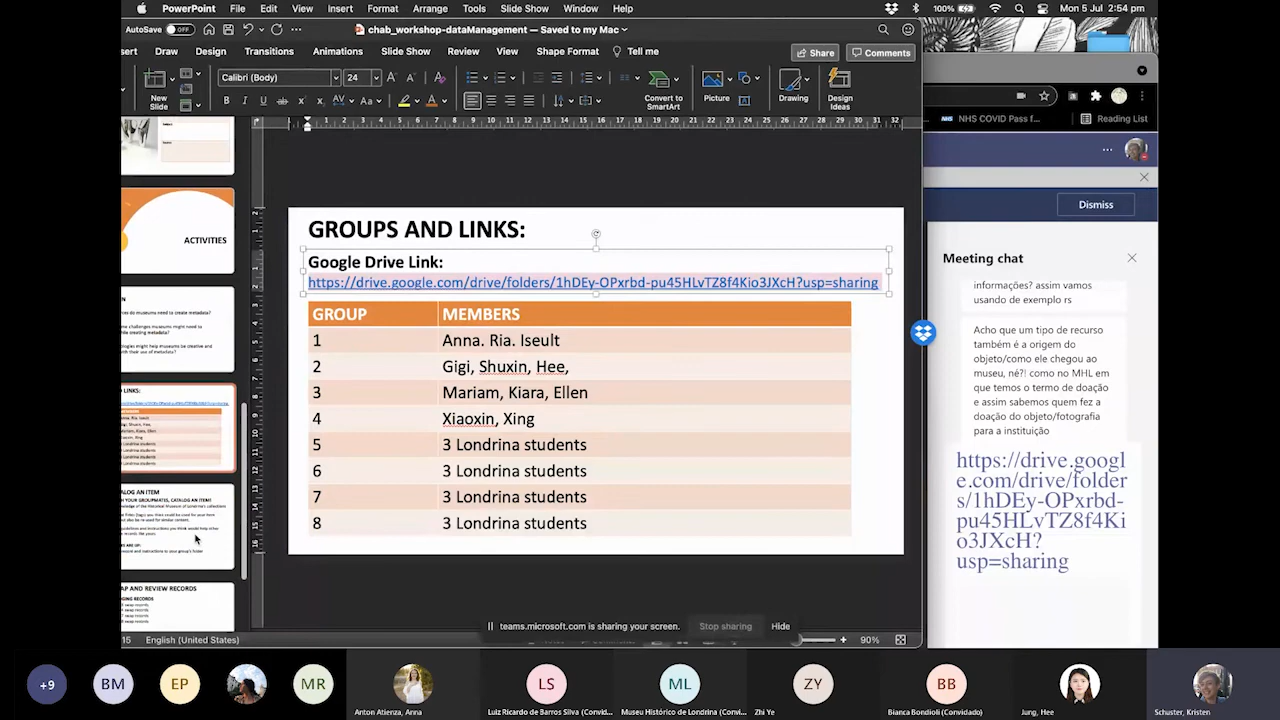 PowerPoint File Edit View Insert Format Arrange Tools Slide Show Window Help 100% Mon 5 Jul 2:54 pm
AutoSave OFF chab_workshop-dataManagement — Saved to my Mac
sert Draw Design Transitions Animations Slide Show Review View Shape Format Tell me Share Comments
New Slide
Calibri (Body) 24
Convert to SmartArt
Picture
Drawing
Design Ideas
NHS COVID Pass f... Reading List
Dismiss
ACTIVITIES
GROUPS AND LINKS:
Google Drive Link:
https://drive.google.com/drive/folders/1hDEy-OPxrbd-pu45HLvTZ8f4Kio3JXcH?usp=sharing
GROUP MEMBERS
1 Anna. Ria. Iseult
2 Gigi, Shuxin, Hee,
3 Mariam, Kiara, Ellen
4 Xiaoyi, Xing
5 3 Londrina students
6 3 Londrina students
7 3 Londrina students
8 3 Londrina students
Meeting chat
informações? assim vamos
usando de exemplo rs
Acho que um tipo de recurso
também é a origem do
objeto/como ele chegou ao
museu, né?! como no MHL em
que temos o termo de doação
e assim sabemos quem fez a
doação do objeto/fotografia
para a instituição
https://drive.googl
e.com/drive/folder
s/1hDEy-OPxrbd-
pu45HLvTZ8f4Ki
o3JXcH?
usp=sharing
LINKS:
ATALOG AN ITEM
AP AND REVIEW RECORDS
teams.microsoft.com is sharing your screen. Stop sharing Hide
15 English (United States) 90%
+9 BM EP MR LS ML ZY BB
Anton Atienza, Anna Luiz Ricardo de Barros Silva (Convid... Museu Histórico de Londrina (Convi... Zhi Ye Bianca Bondioli (Convidado) Jung, Hee Schuster, Kristen